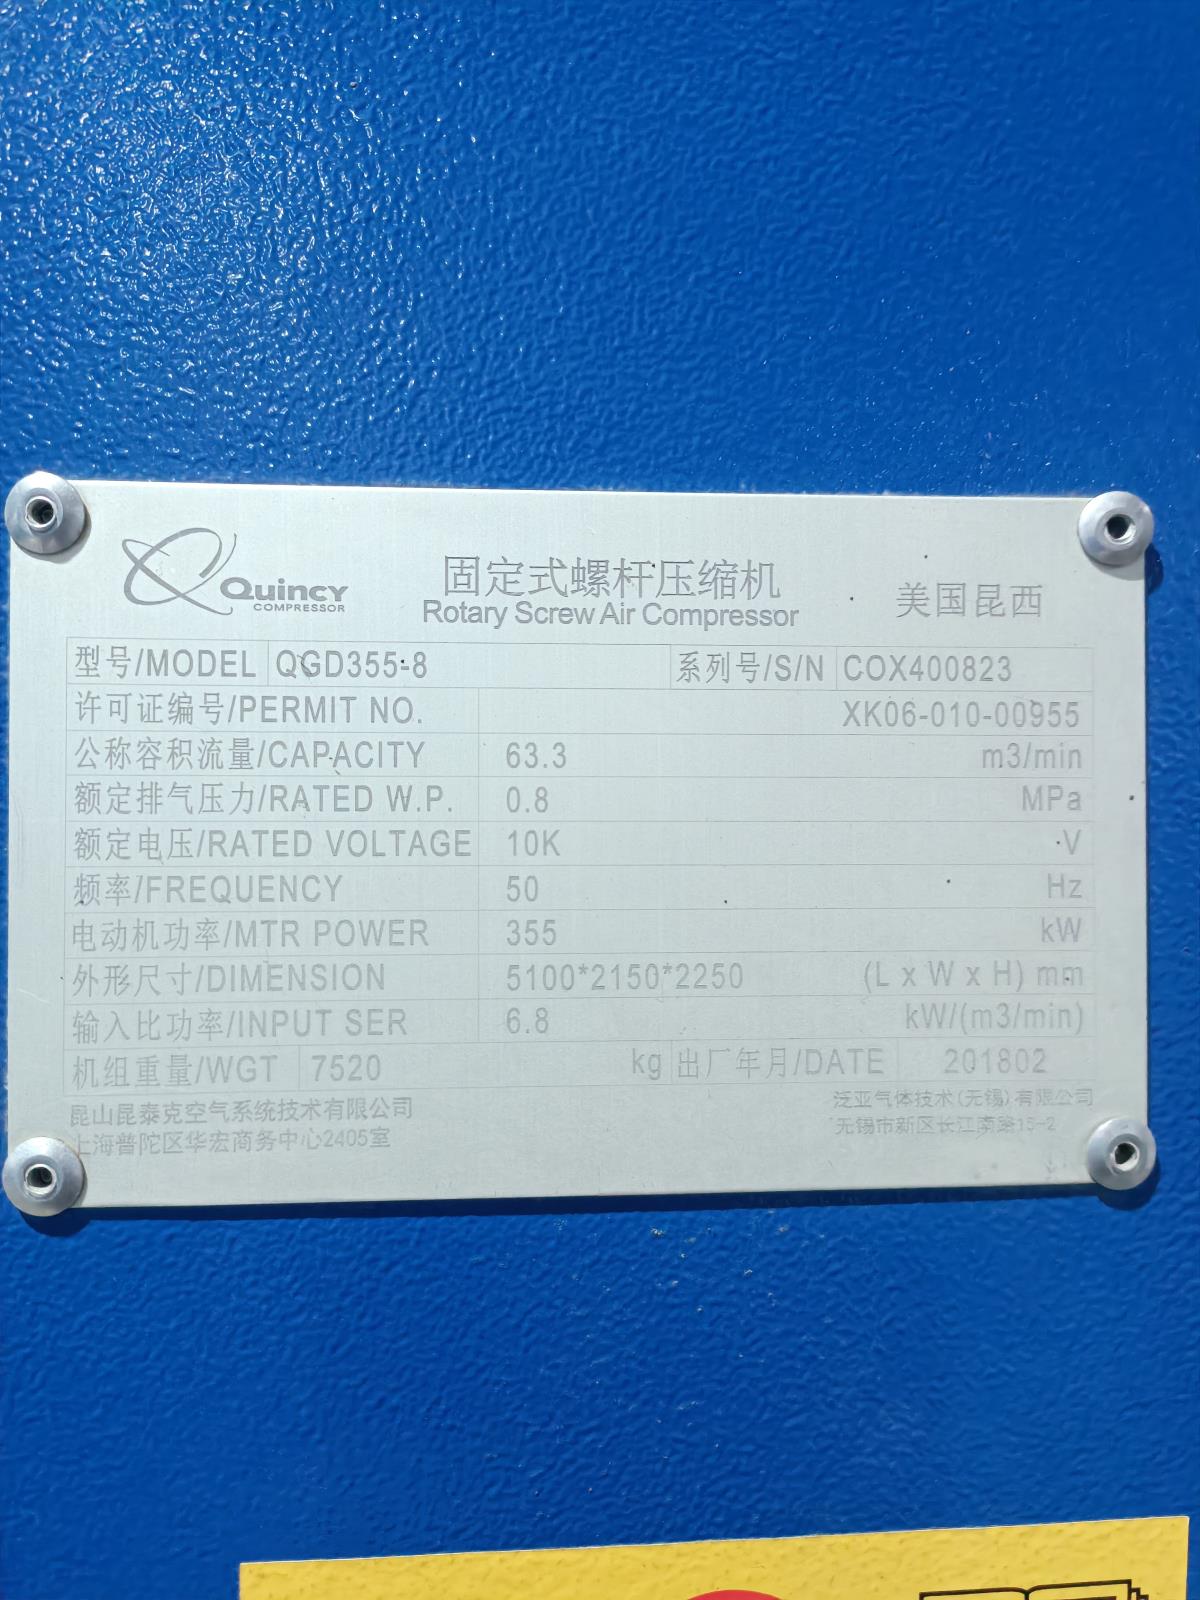 Quincy
COMPRESSOR
固定式螺杆压缩机
Rotary Screw Air Compressor
美国昆西
型号/MODEL QGD355-8 系列号/S/N COX400823
许可证编号/PERMIT NO. XK06-010-00955
公称容积流量/CAPACITY 63.3 m3/min
额定排气压力/RATED W.P. 0.8 MPa
额定电压/RATED VOLTAGE 10K V
频率/FREQUENCY 50 Hz
电动机功率/MTR POWER 355 kW
外形尺寸/DIMENSION 5100*2150*2250 (L x W x H) mm
输入比功率/INPUT SER 6.8 kW/(m3/min)
机组重量/WGT 7520 kg 出厂年月/DATE 201802
昆山昆泰克空气系统技术有限公司
上海普陀区华宏商务中心2405室
泛亚气体技术(无锡)有限公司
无锡市新区长江南路15-2